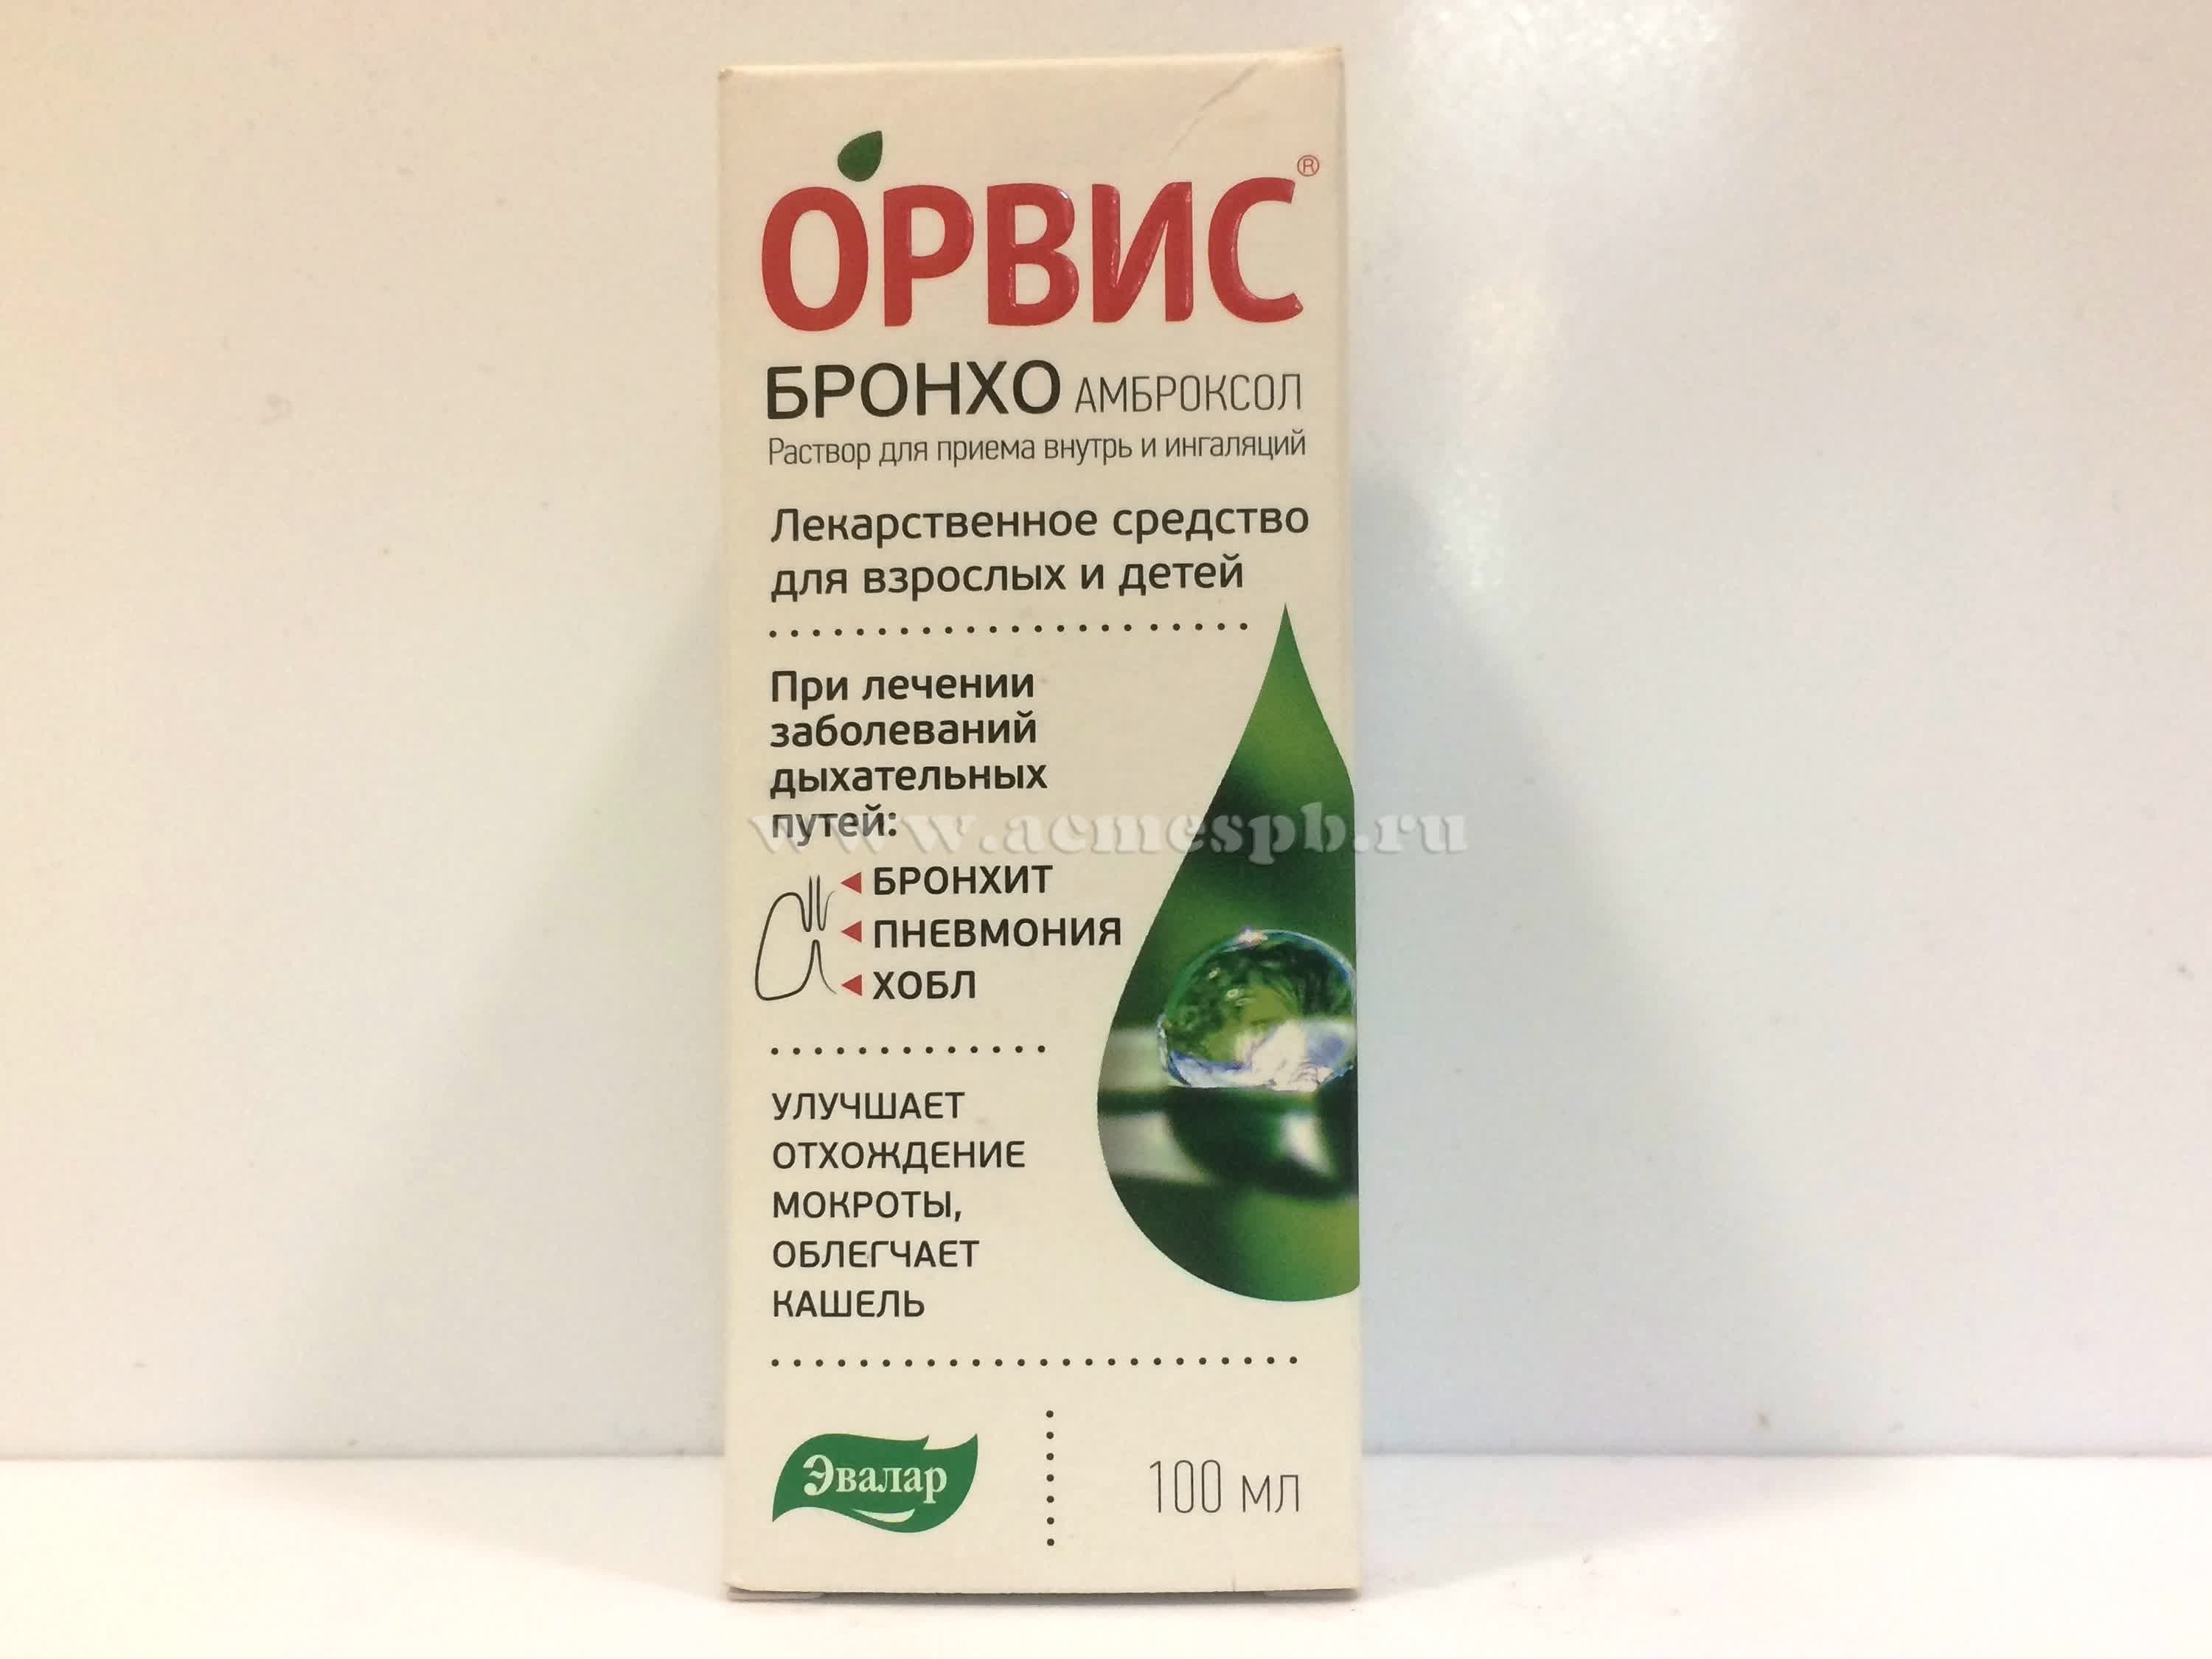 ОРВИС®
БРОНХО АМБРОКСОЛ
Раствор для приема внутрь и ингаляций
Лекарственное средство
для взрослых и детей
При лечении
заболеваний
дыхательных
путей:
www.acmespb.ru
БРОНХИТ
ПНЕВМОНИЯ
ХОБЛ
УЛУЧШАЕТ
ОТХОЖДЕНИЕ
МОКРОТЫ,
ОБЛЕГЧАЕТ
КАШЕЛЬ
Эвалар
100 мл